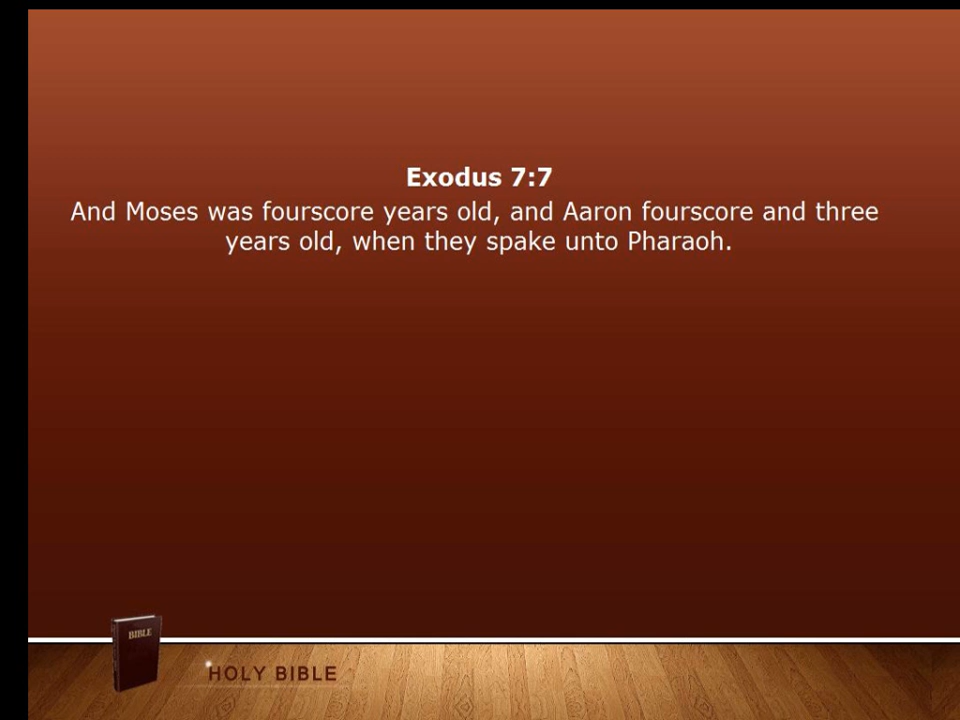 Exodus 7:7
And Moses was fourscore years old, and Aaron fourscore and three
years old, when they spake unto Pharaoh.
BIBLE
HOLY BIBLE